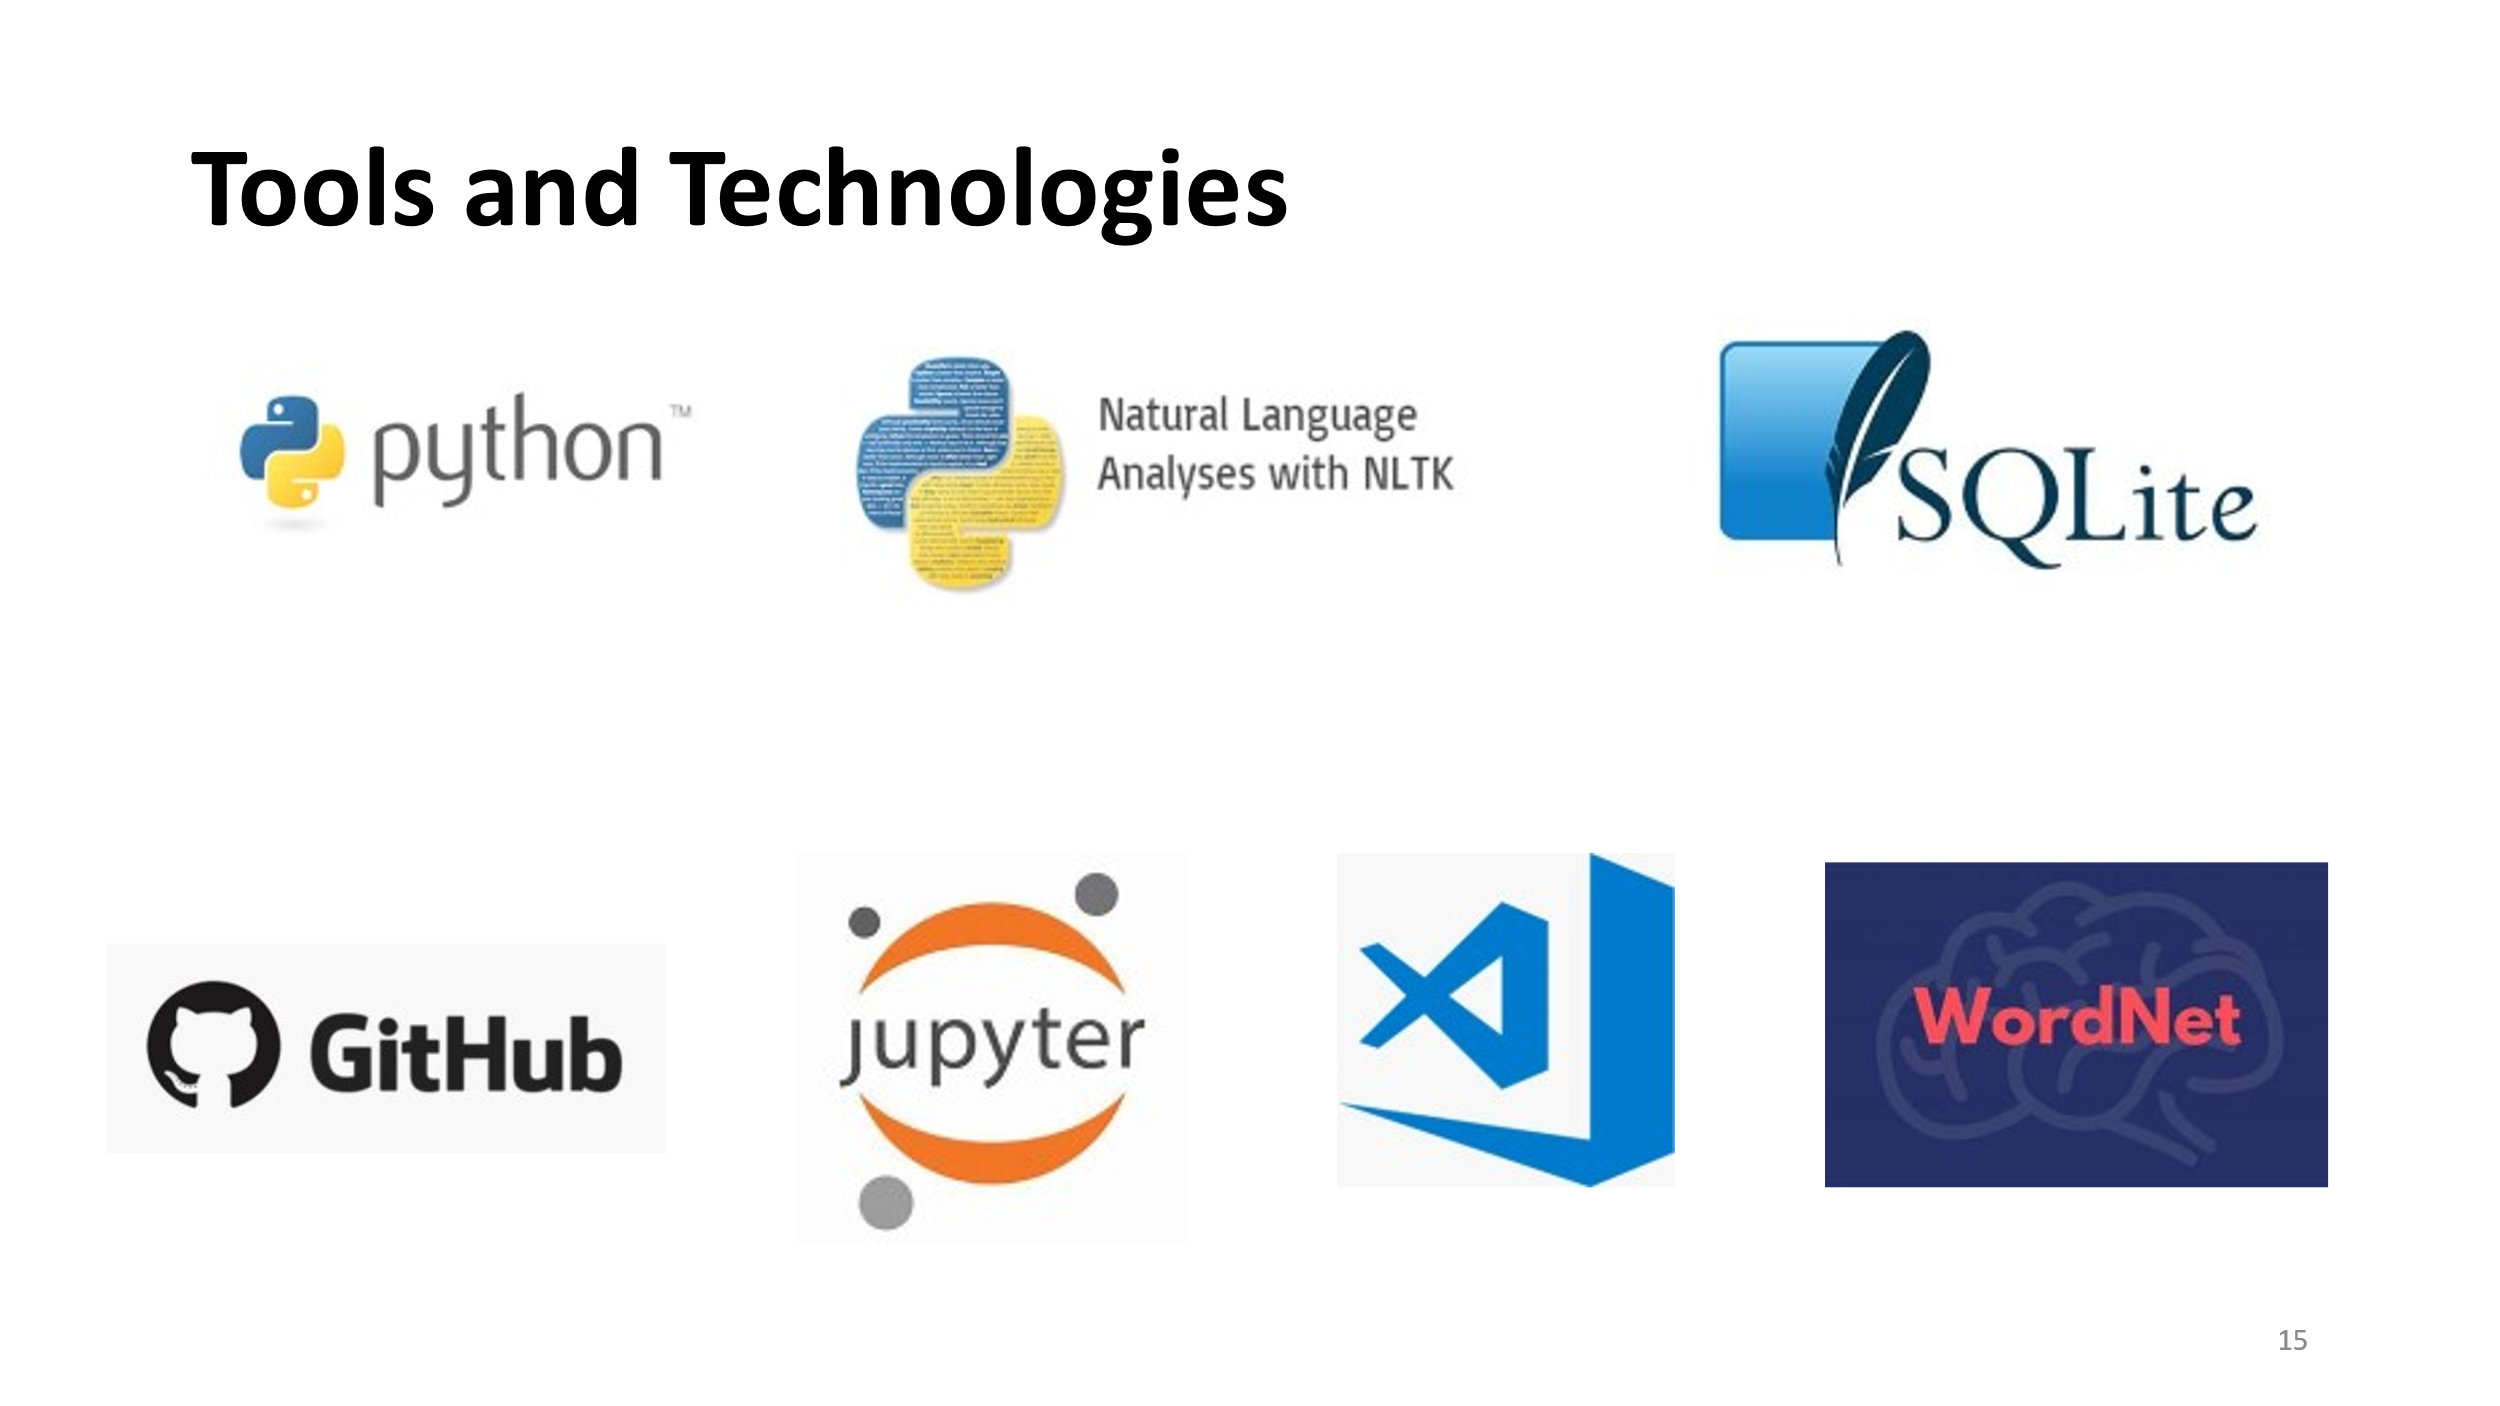 Tools and Technologies
python™
Natural Language
Analyses with NLTK
SQLite
GitHub
jupyter
WordNet
15